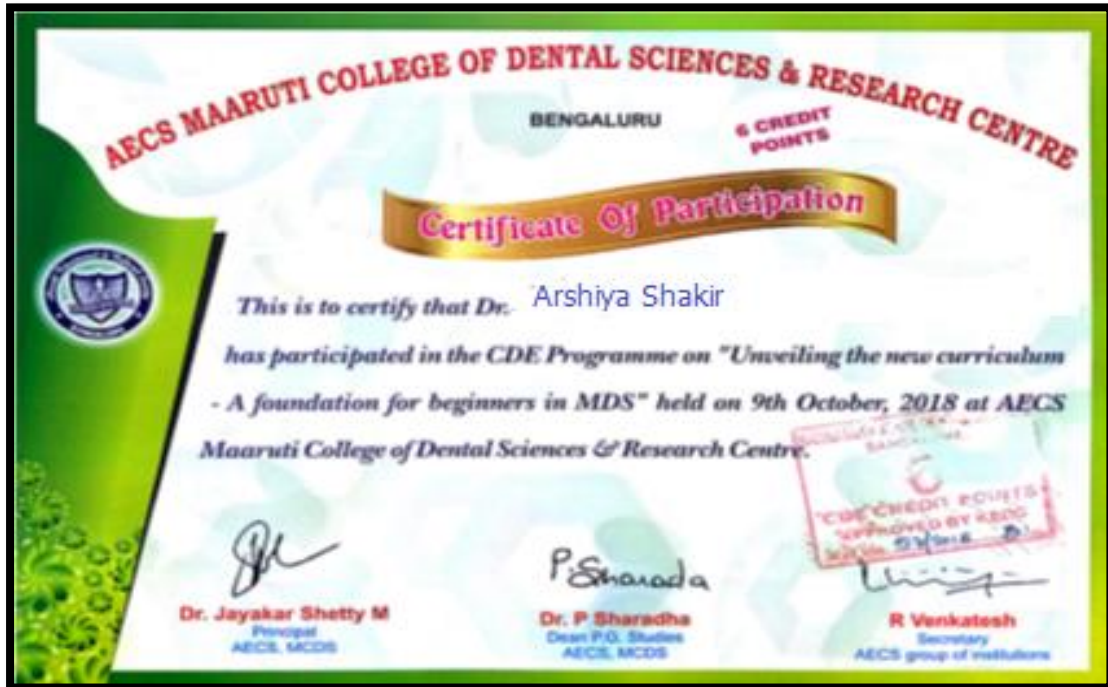 AECS MAARUTI COLLEGE OF DENTAL SCIENCES & RESEARCH CENTRE
BENGALURU
6 CREDIT
POINTS
Certificate Of Participation
This is to certify that Dr. Arshiya Shakir
has participated in the CDE Programme on "Unveiling the new curriculum
- A foundation for beginners in MDS" held on 9th October, 2018 at AECS
Maaruti College of Dental Sciences & Research Centre.
CDE CREDIT POINTS
APPROVED BY KSDC
P. Sharada
Dr. Jayakar Shetty M
Principal
AECS, MCDS
Dr. P Sharadha
Dean P.G. Studies
AECS, MCDS
R Venkatesh
Secretary
AECS group of institutions